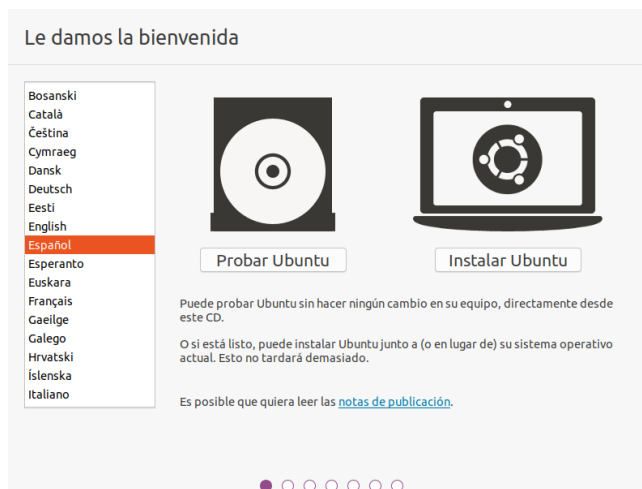 Le damos la bienvenida
Bosanski
Català
Čeština
Cymraeg
Dansk
Deutsch
Eesti
English
Español
Esperanto
Euskara
Français
Gaeilge
Galego
Hrvatski
Íslenska
Italiano
Probar Ubuntu
Instalar Ubuntu
Puede probar Ubuntu sin hacer ningún cambio en su equipo, directamente desde
este CD.
O si está listo, puede instalar Ubuntu junto a (o en lugar de) su sistema operativo
actual. Esto no tardará demasiado.
Es posible que quiera leer las notas de publicación.